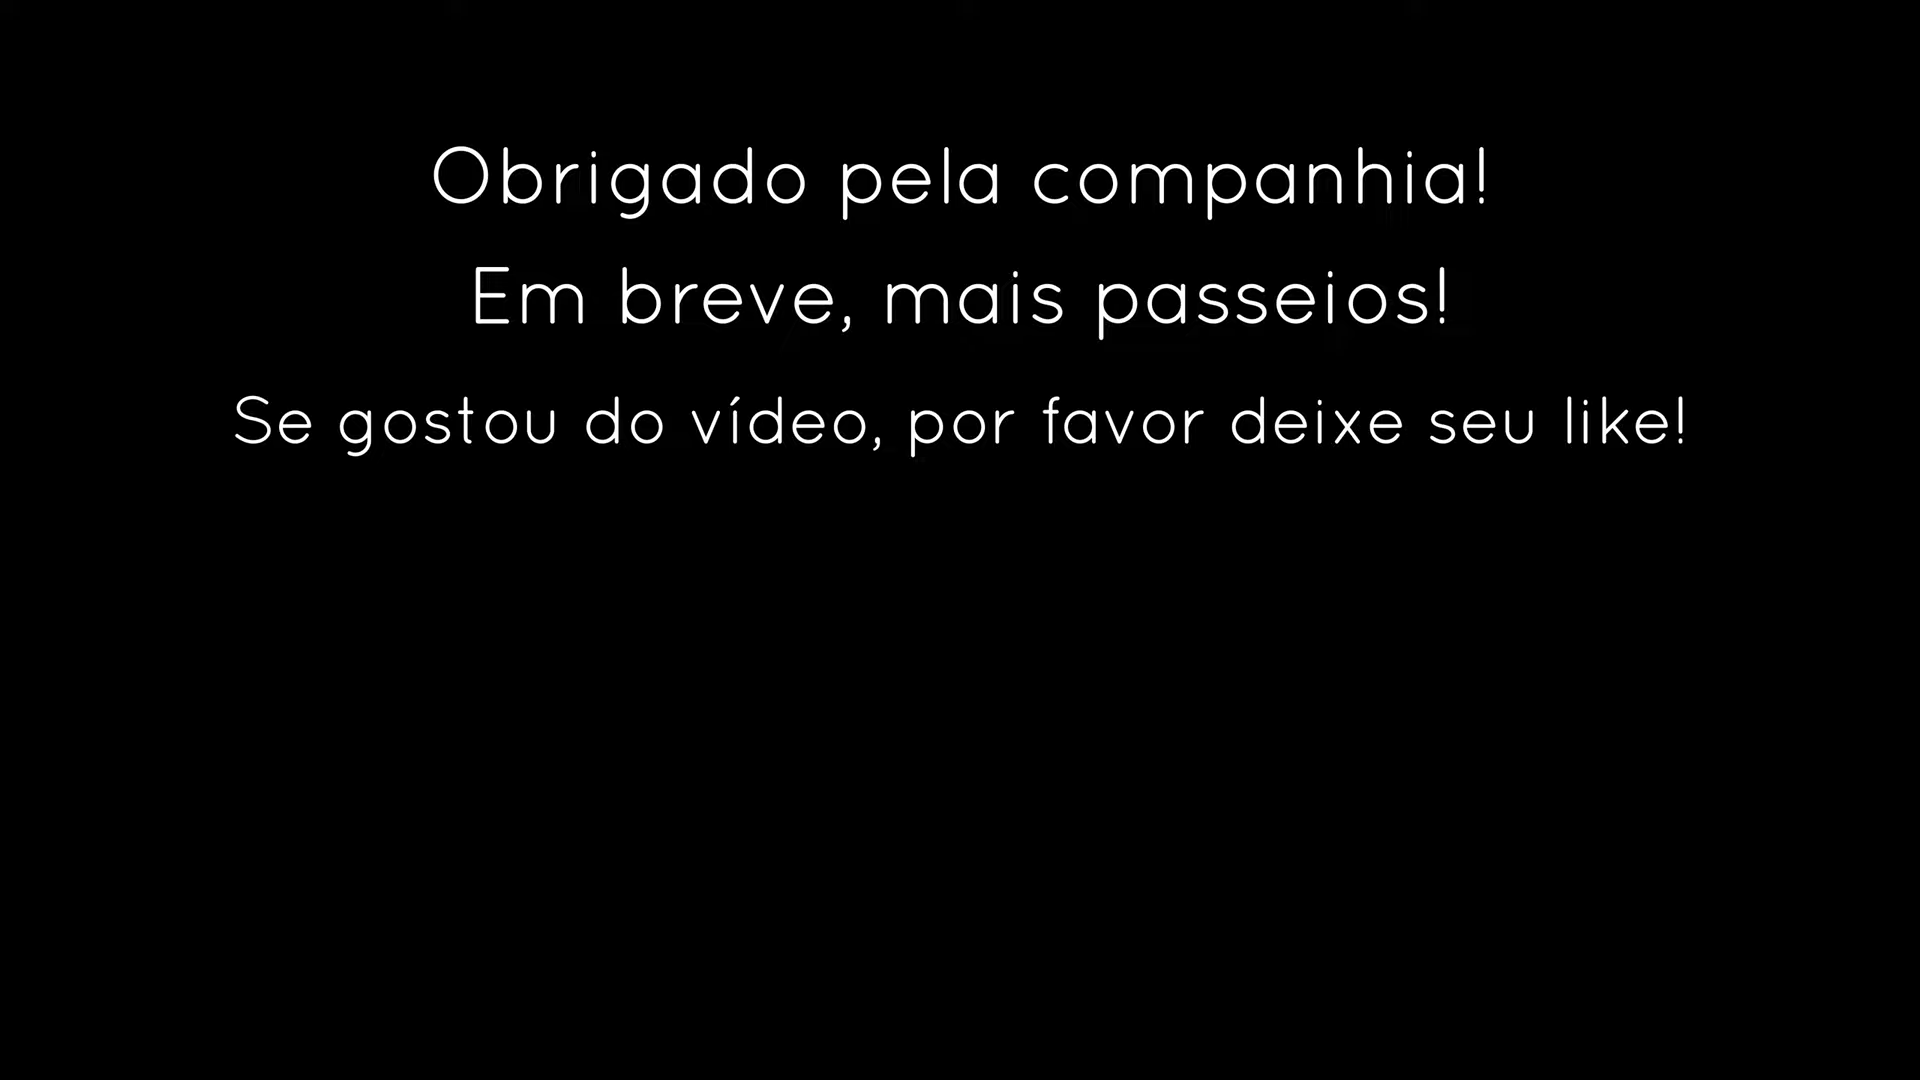 Obrigado pela companhia!
Em breve, mais passeios!
Se gostou do vídeo, por favor deixe seu like!